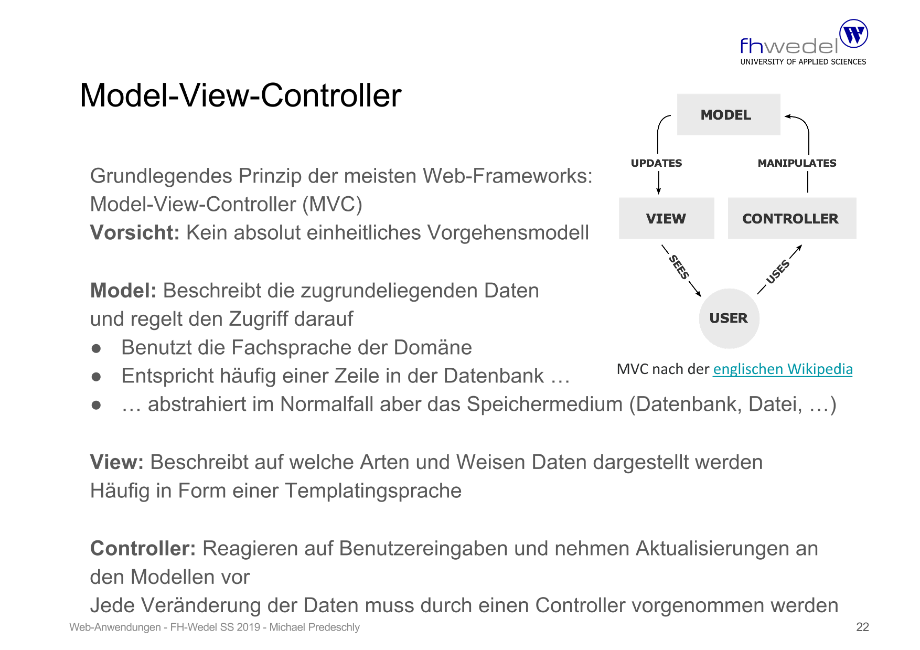 fhwedel
UNIVERSITY OF APPLIED SCIENCES
Model-View-Controller
Grundlegendes Prinzip der meisten Web-Frameworks:
Model-View-Controller (MVC)
Vorsicht: Kein absolut einheitliches Vorgehensmodell
MODEL
UPDATES
MANIPULATES
VIEW
CONTROLLER
SEES
USES
USER
MVC nach der englischen Wikipedia
Model: Beschreibt die zugrundeliegenden Daten
und regelt den Zugriff darauf
● Benutzt die Fachsprache der Domäne
● Entspricht häufig einer Zeile in der Datenbank …
● … abstrahiert im Normalfall aber das Speichermedium (Datenbank, Datei, …)
View: Beschreibt auf welche Arten und Weisen Daten dargestellt werden
Häufig in Form einer Templatingsprache
Controller: Reagieren auf Benutzereingaben und nehmen Aktualisierungen an
den Modellen vor
Jede Veränderung der Daten muss durch einen Controller vorgenommen werden
Web-Anwendungen - FH-Wedel SS 2019 - Michael Predeschly
22